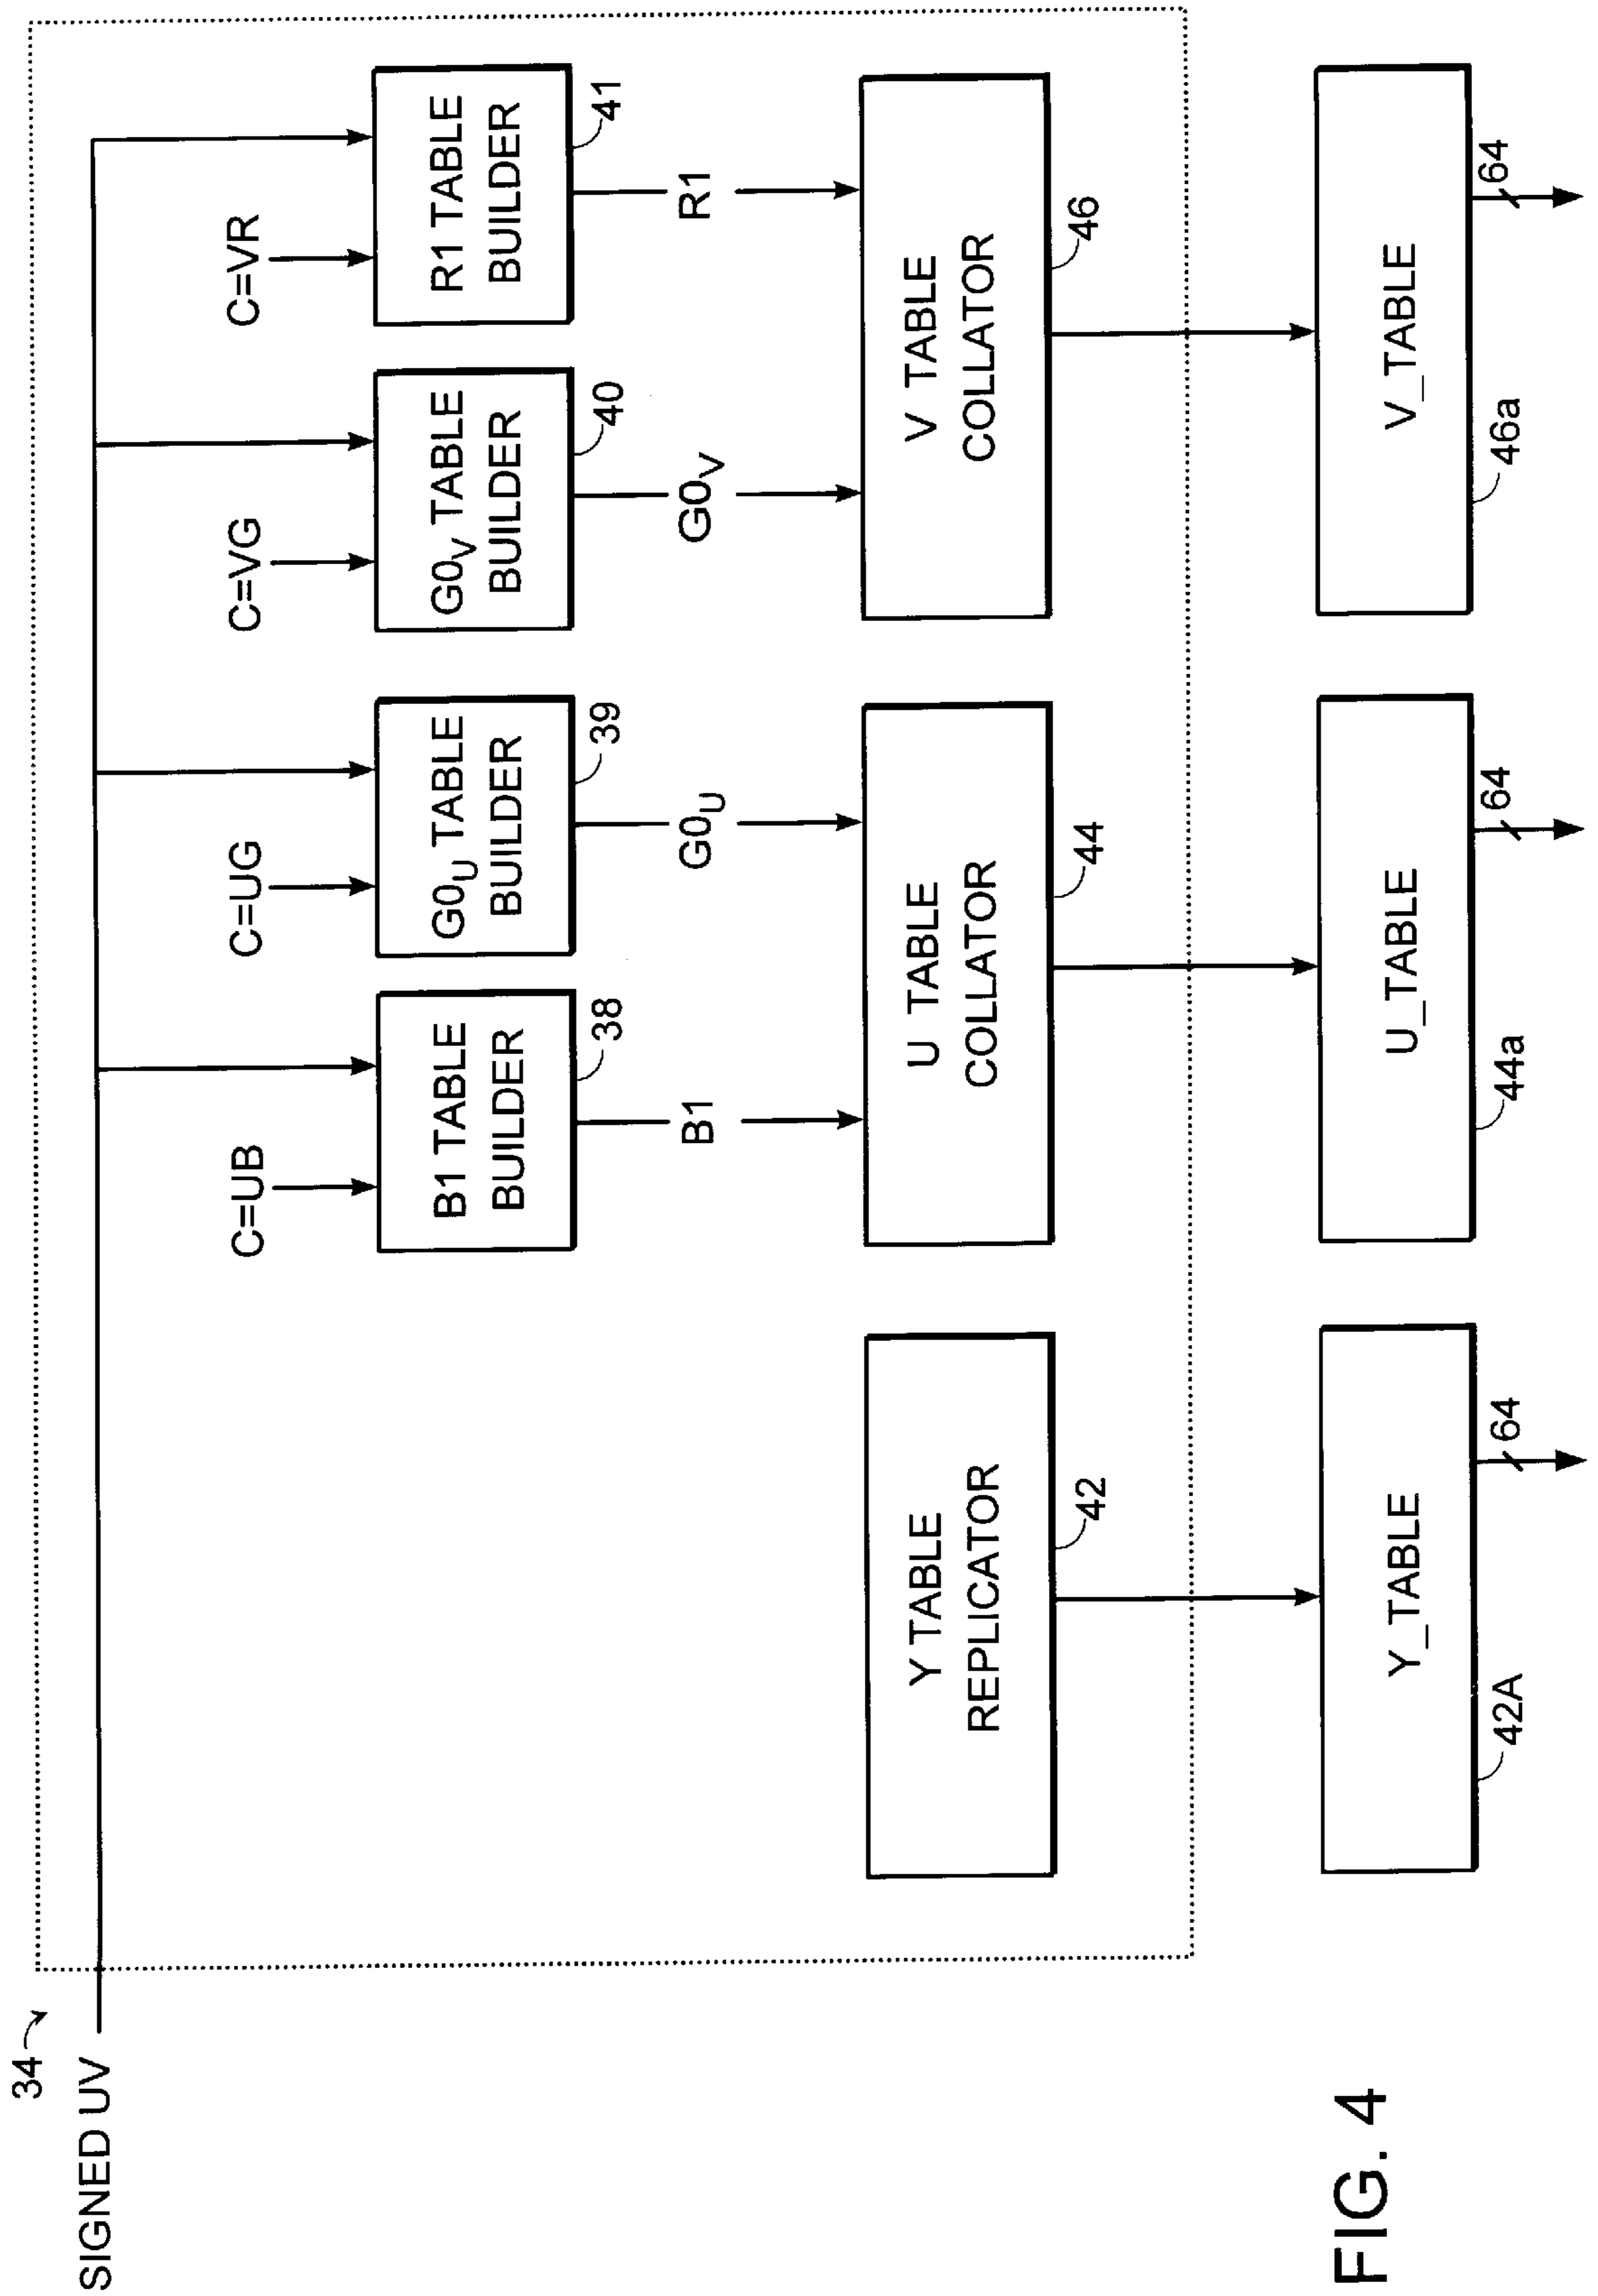 34
SIGNED UV
C=UB
C=UG
C=VG
C=VR
B1 TABLE
BUILDER
38
G0U TABLE
BUILDER
39
G0V TABLE
BUILDER
40
R1 TABLE
BUILDER
41
B1
G0U
G0V
R1
Y TABLE
REPLICATOR
42
U TABLE
COLLATOR
44
V TABLE
COLLATOR
46
Y_TABLE
42A
64
U_TABLE
44a
64
V_TABLE
46a
64
FIG. 4